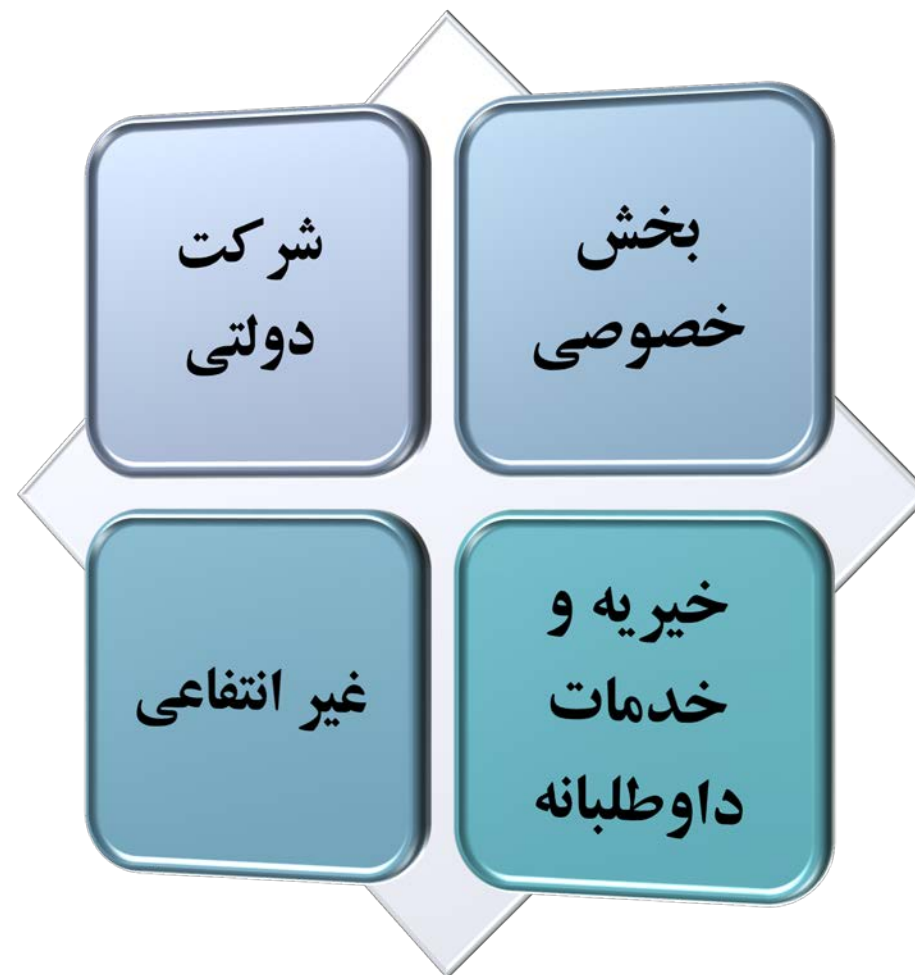 بخش
خصوصی
شرکت
دولتی
خیریه و
خدمات
داوطلبانه
غیر انتفاعی